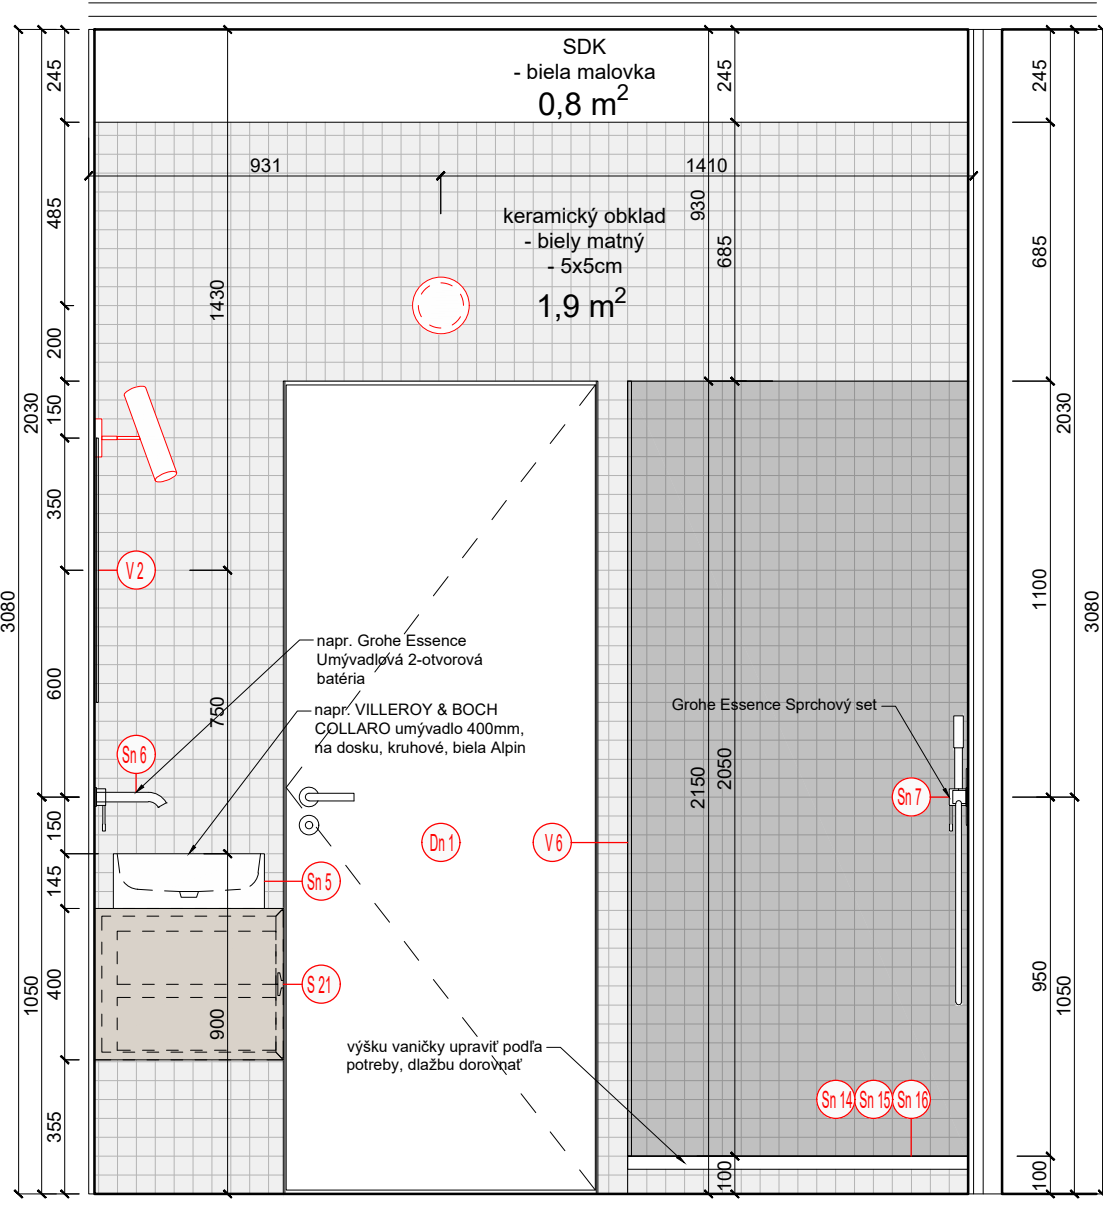 SDK
- biela malovka
0,8 m²
245
245
245
931
1410
keramický obklad
- biely matný
- 5x5cm
1,9 m²
485
930
685
685
1430
200
2030
150
2030
350
V 2
3080
1100
3080
600
napr. Grohe Essence
Umývadlová 2-otvorová
batéria
napr. VILLEROY & BOCH
COLLARO umývadlo 400mm,
na dosku, kruhové, biela Alpin
750
Grohe Essence Sprchový set
Sn 6
2150
2050
Sn 7
150
Dn 1
V 6
145
Sn 5
1050
400
S 21
950
1050
900
výšku vaničky upraviť podľa
potreby, dlažbu dorovnať
Sn 14
Sn 15
Sn 16
355
100
100